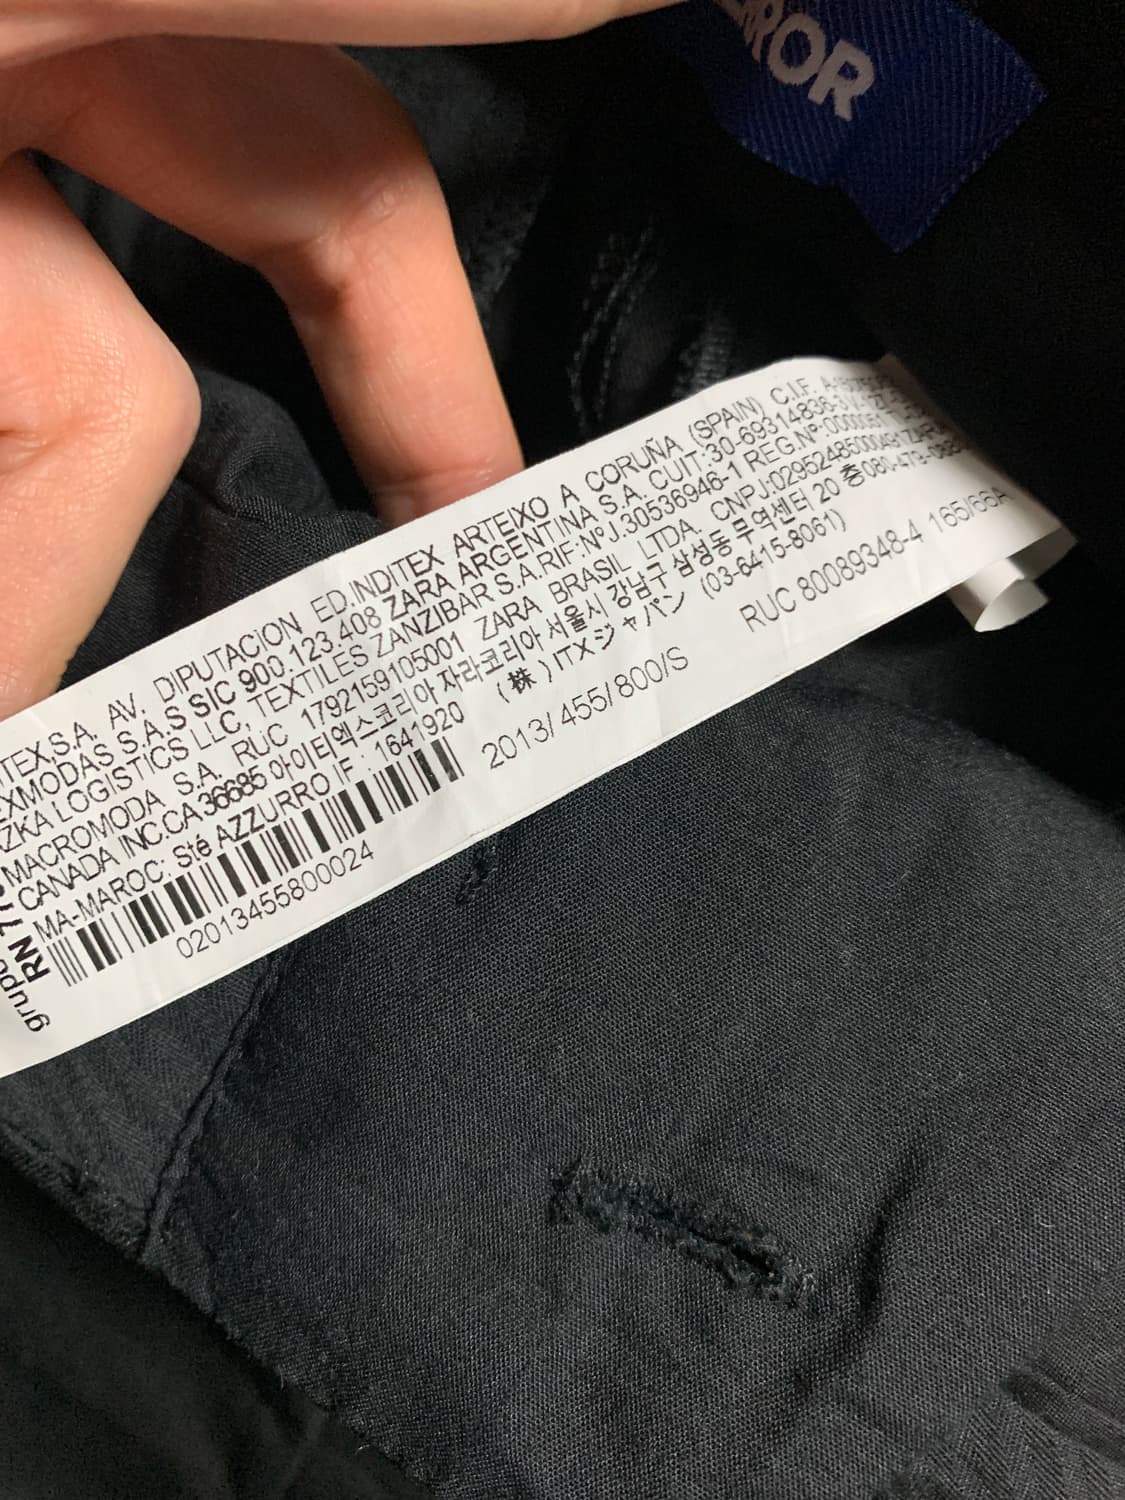 ROR
TEX,S.A. AV. DIPUTACION ED.INDITEX ARTEIXO A CORUÑA (SPAIN) C.I.F.
EXMODAS S.A.S SIC 900.123.408 ZARA ARGENTINA S.A. CUIT:30-69314836-3
ZKA LOGISTICS LLC, TEXTILES ZANZIBAR S.A.RIF:NºJ.30536946-1 REG.Nº
MACROMODA S.A. RUC 1792159105001 ZARA BRASIL LTDA. CNPJ:02952485000491
CANADA INC.CA 36685 아이티엑스코리아 자라코리아 서울시 강남구 삼성동 무역센터 20 층
MA-MAROC: Sté AZZURRO IF : 1641920 (株)ITXジャパン (03-6415-8061)
RUC 80089348-4 165/66A
grupo
RN
2013/ 455/ 800/S
02013455800024